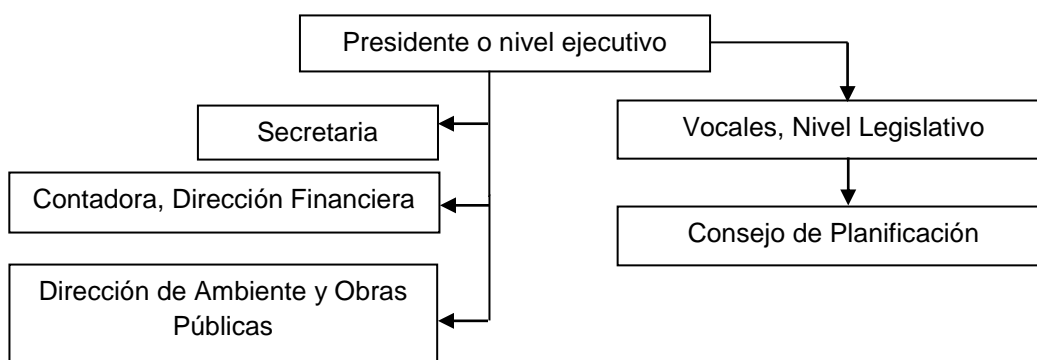 Presidente o nivel ejecutivo
Secretaria
Vocales, Nivel Legislativo
Contadora, Dirección Financiera
Consejo de Planificación
Dirección de Ambiente y Obras
Públicas